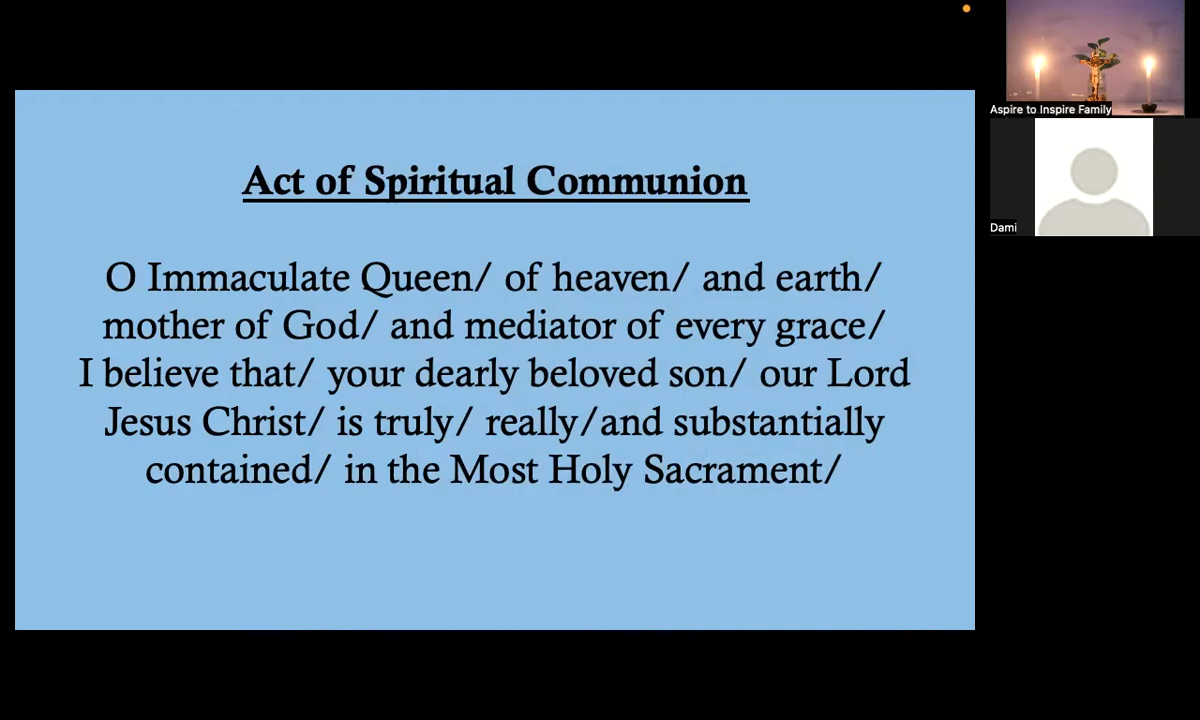 Act of Spiritual Communion
O Immaculate Queen/ of heaven/ and earth/
mother of God/ and mediator of every grace/
I believe that/ your dearly beloved son/ our Lord
Jesus Christ/ is truly/ really/and substantially
contained/ in the Most Holy Sacrament/
Aspire to Inspire Family
Dami